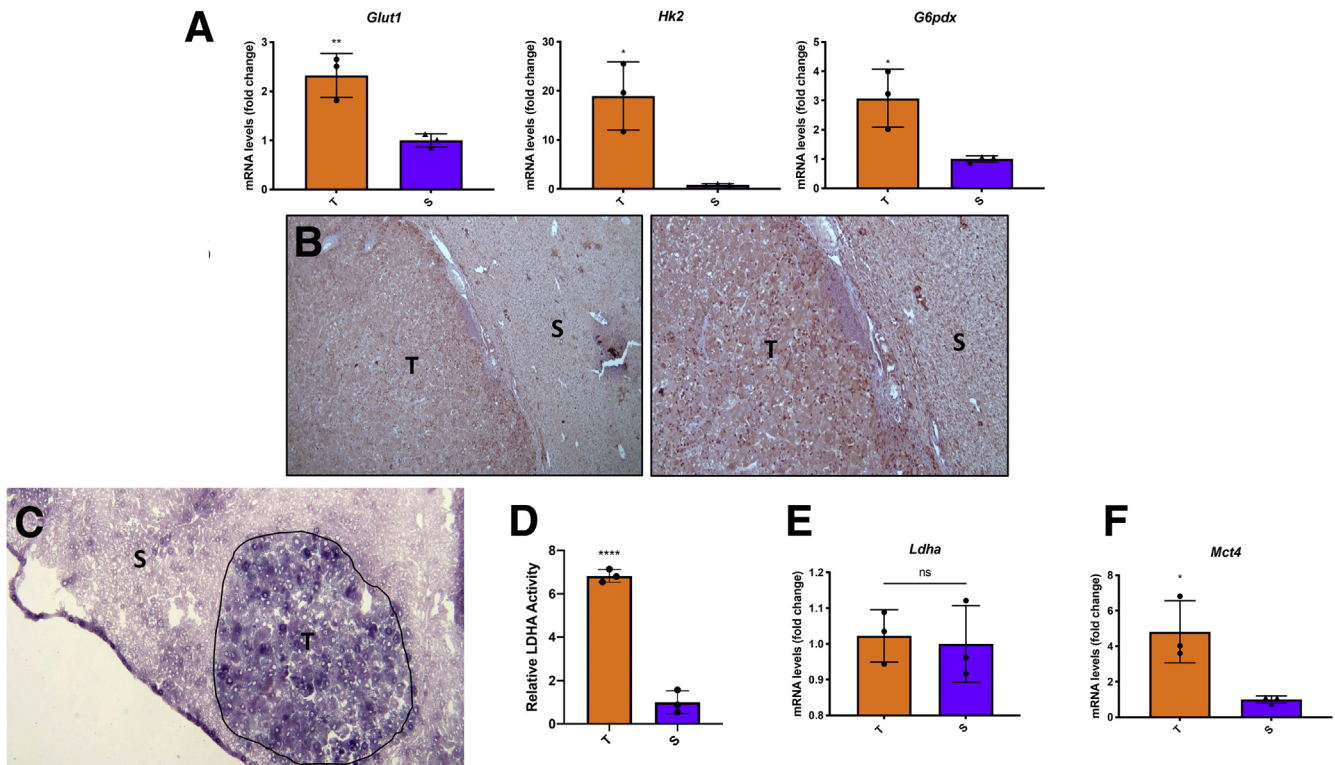 A
Glut1
mRNA levels (fold change)
3
2
1
0
**
T
S
Hk2
mRNA levels (fold change)
30
20
10
0
*
T
S
G6pdx
mRNA levels (fold change)
5
4
3
2
1
0
*
T
S
B
T
S
T
S
C
S
T
D
Relative LDHA Activity
8
6
4
2
0
****
T
S
E
Ldha
mRNA levels (fold change)
1.2
1.1
1.0
0.9
0.8
ns
T
S
F
Mct4
mRNA levels (fold change)
8
6
4
2
0
*
T
S